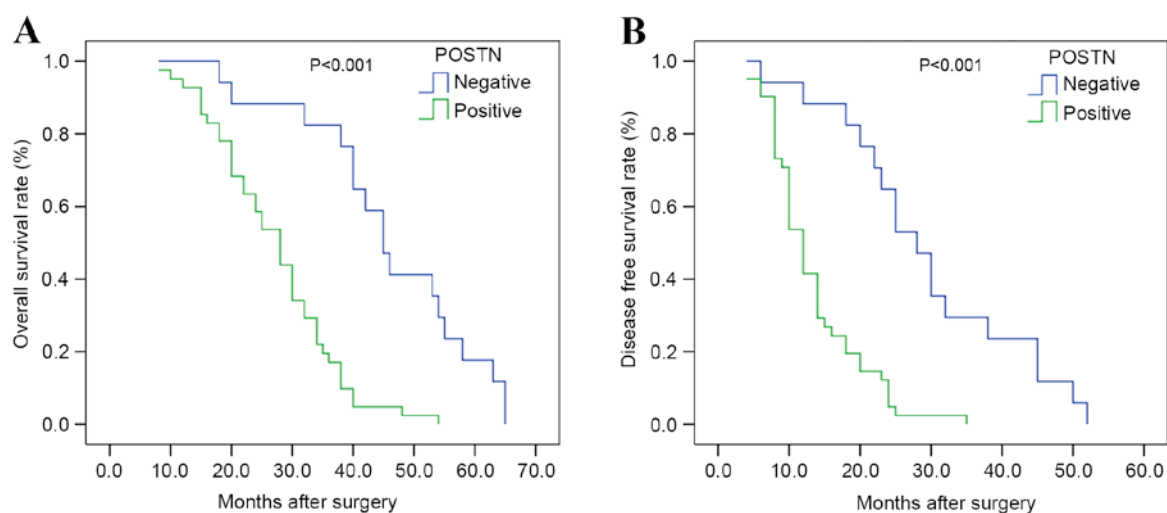 A
POSTN
P<0.001
Negative
Positive
Overall survival rate (%)
1.0
0.8
0.6
0.4
0.2
0.0
0.0 10.0 20.0 30.0 40.0 50.0 60.0 70.0
Months after surgery
B
POSTN
P<0.001
Negative
Positive
Disease free survival rate (%)
1.0
0.8
0.6
0.4
0.2
0.0
0.0 10.0 20.0 30.0 40.0 50.0 60.0
Months after surgery